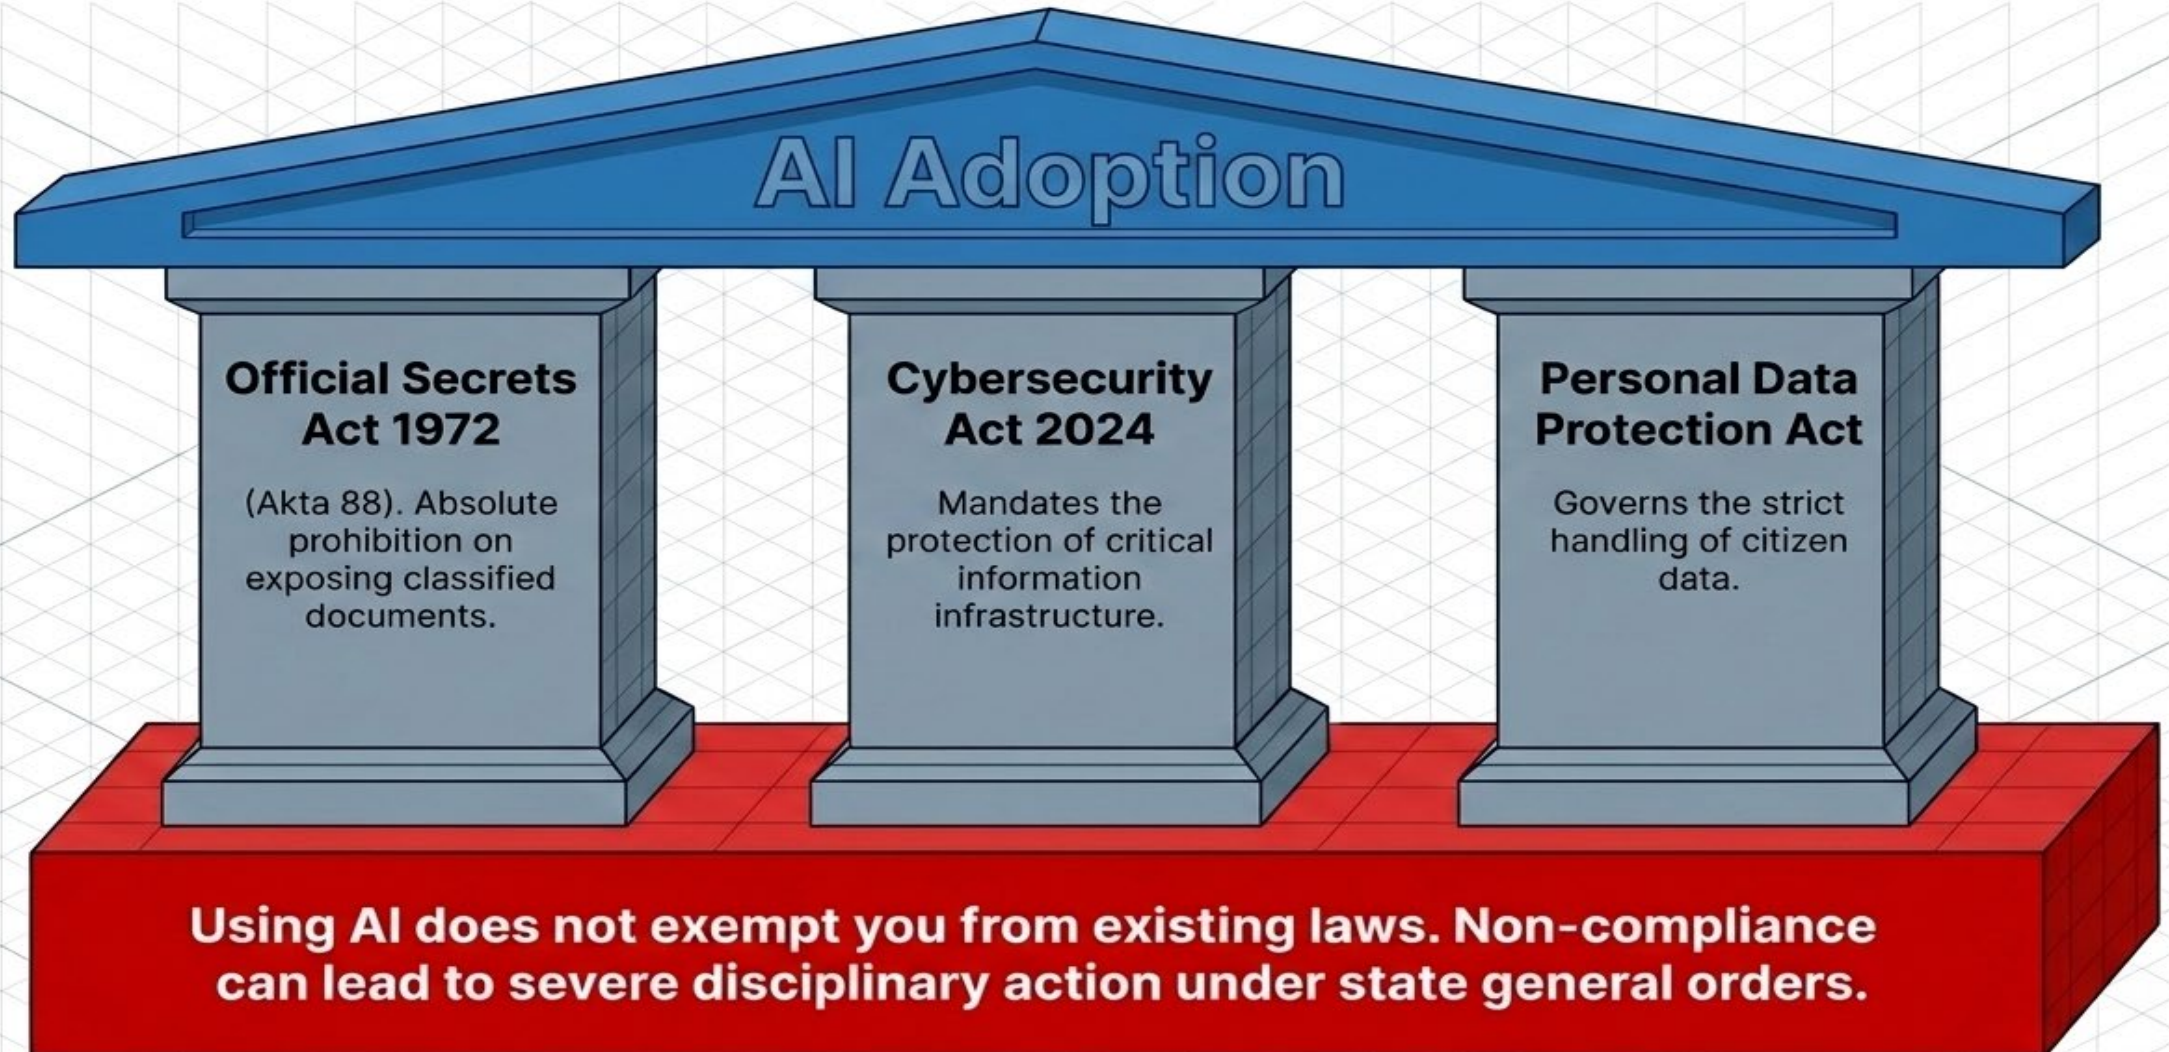 AI Adoption
Official Secrets
Act 1972
(Akta 88). Absolute
prohibition on
exposing classified
documents.
Cybersecurity
Act 2024
Mandates the
protection of critical
information
infrastructure.
Personal Data
Protection Act
Governs the strict
handling of citizen
data.
Using AI does not exempt you from existing laws. Non-compliance
can lead to severe disciplinary action under state general orders.